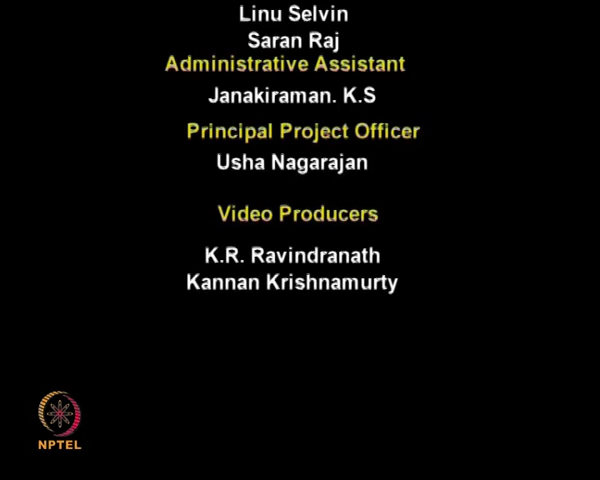 Linu Selvin
Saran Raj
Administrative Assistant
Janakiraman. K.S
Principal Project Officer
Usha Nagarajan
Video Producers
K.R. Ravindranath
Kannan Krishnamurty
NPTEL